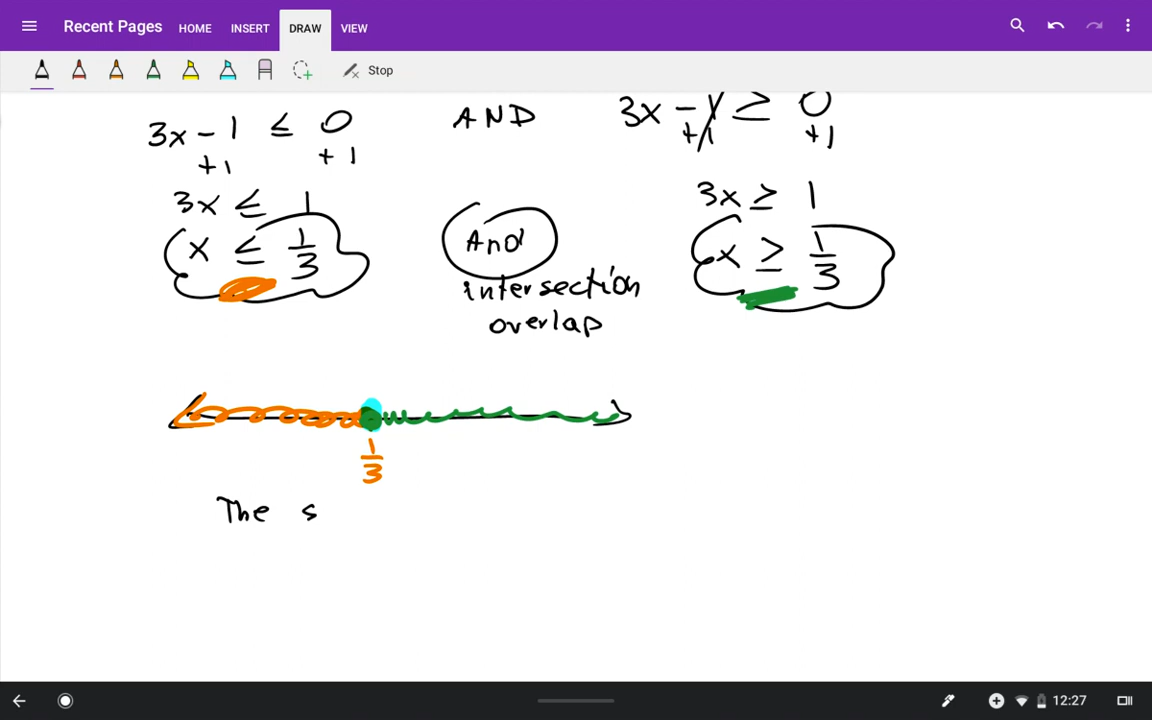 Recent Pages HOME INSERT DRAW VIEW
Stop
3x - 1 ≤ 0 AND 3x - 1 ≥ 0
+1 +1 +1 +1
3x ≤ 1 3x ≥ 1
x ≤ 1/3 And x ≥ 1/3
intersection
overlap
1/3
The s
12:27